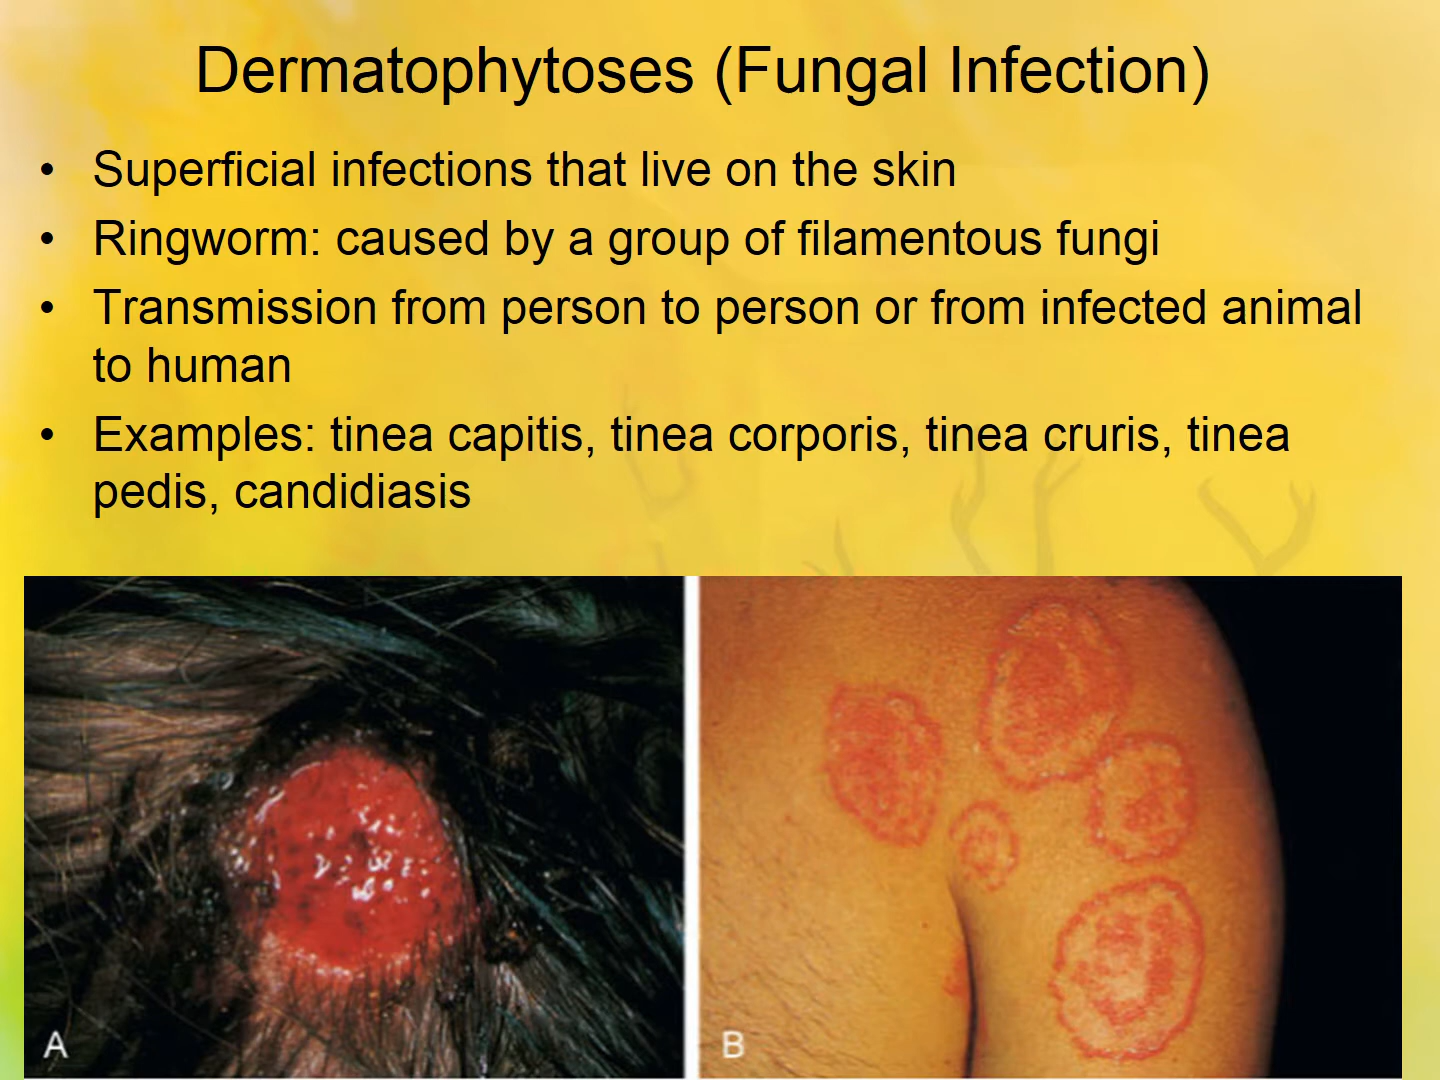 Dermatophytoses (Fungal Infection)
• Superficial infections that live on the skin
• Ringworm: caused by a group of filamentous fungi
• Transmission from person to person or from infected animal
to human
• Examples: tinea capitis, tinea corporis, tinea cruris, tinea
pedis, candidiasis
A
B